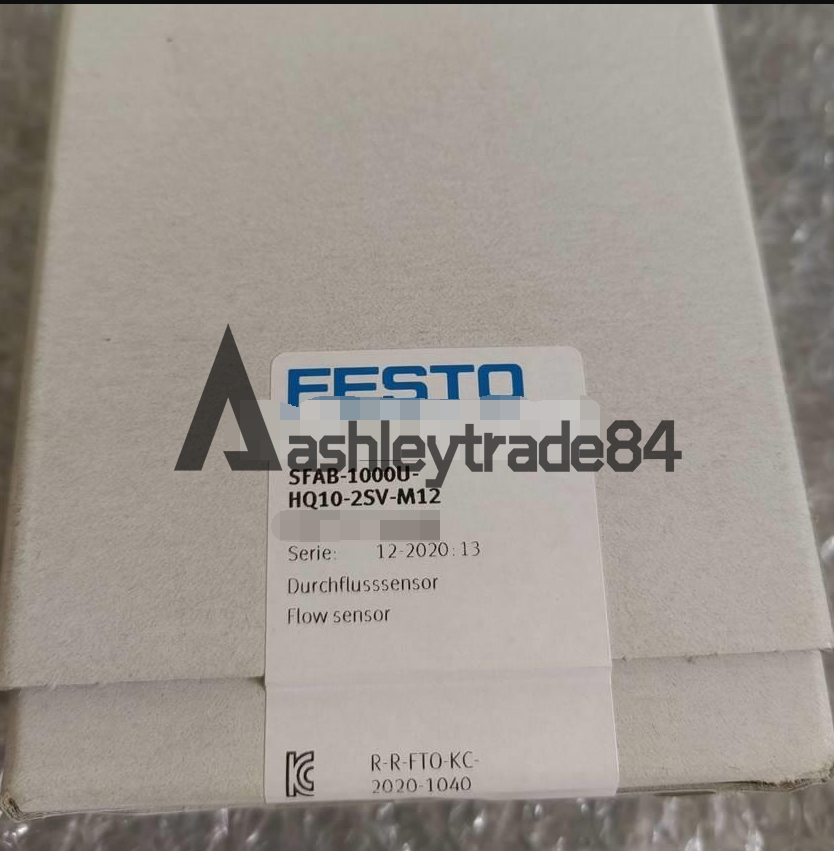 FESTO
ashleytrade84
SFAB-1000U-
HQ10-2SV-M12
Serie: 12-2020:13
Durchflusssensor
Flow sensor
R-R-FTO-KC-
2020-1040